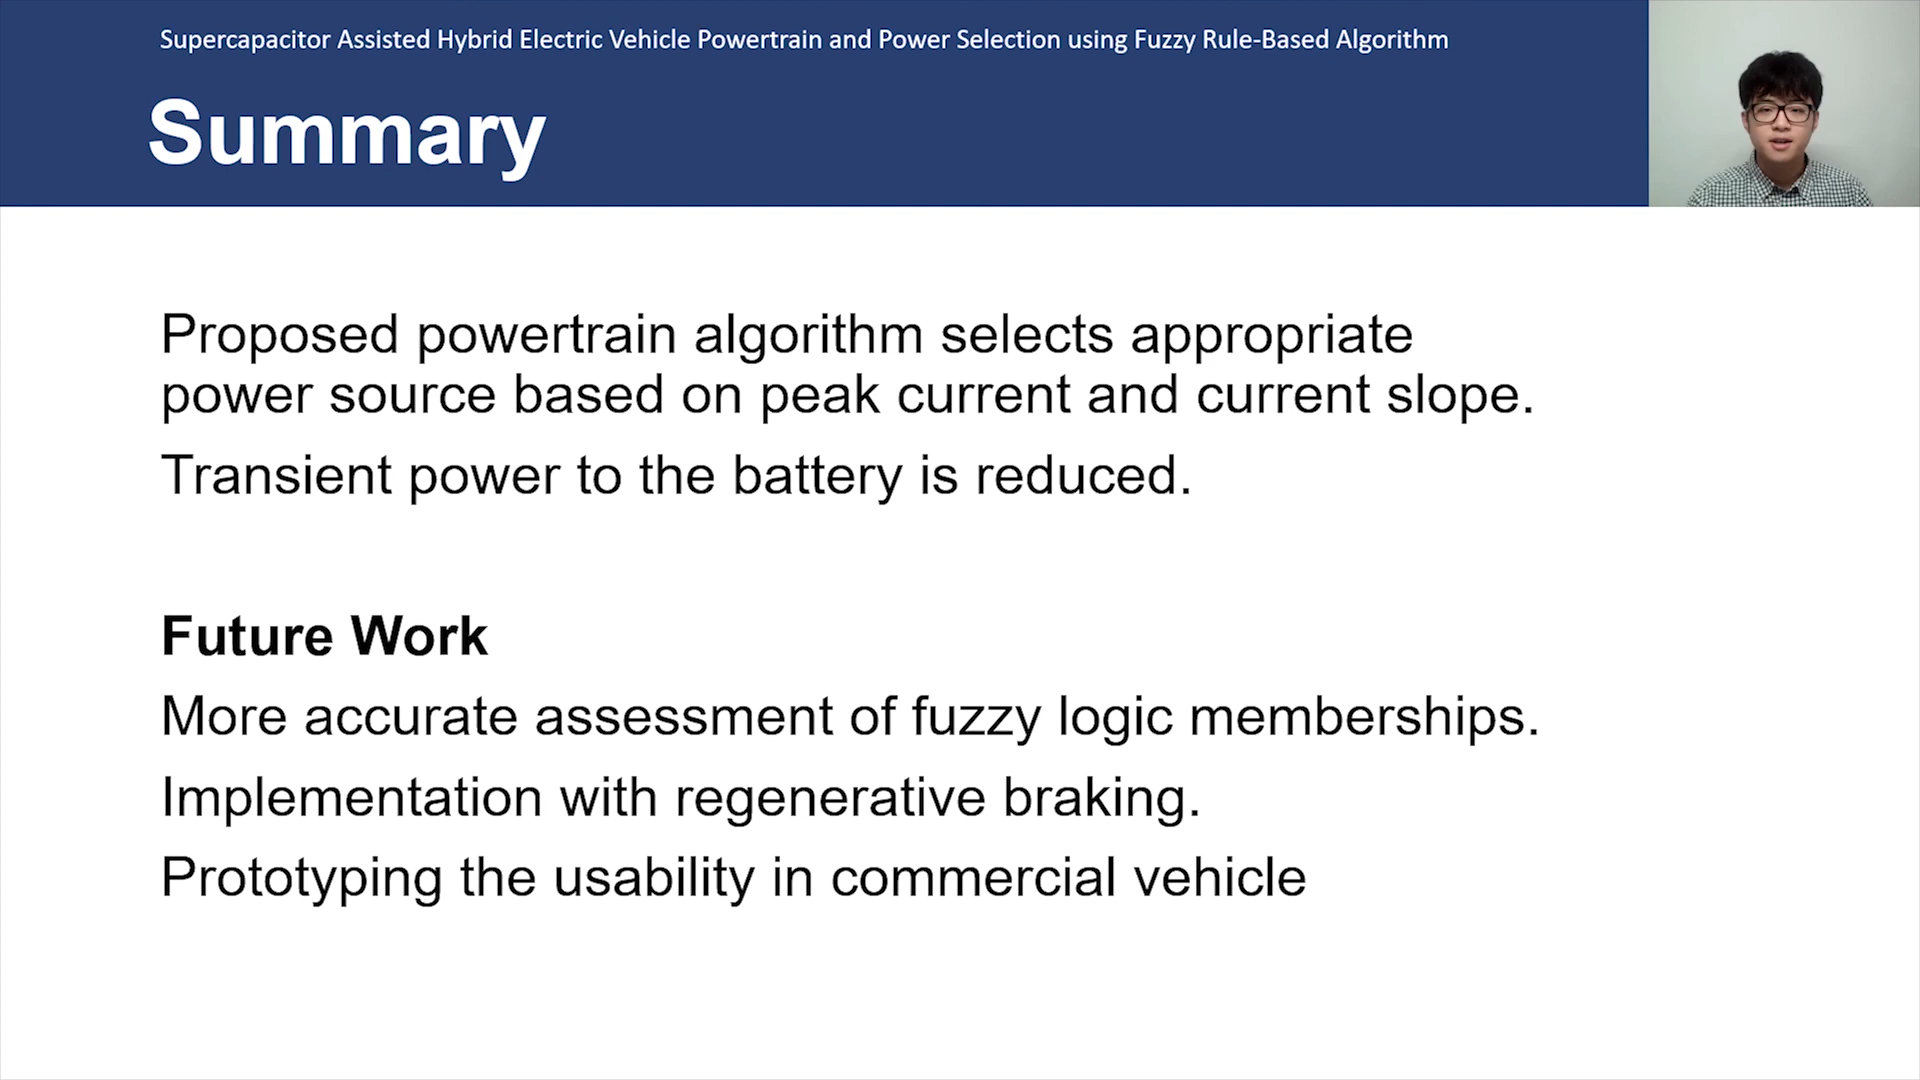 Supercapacitor Assisted Hybrid Electric Vehicle Powertrain and Power Selection using Fuzzy Rule-Based Algorithm
Summary
Proposed powertrain algorithm selects appropriate
power source based on peak current and current slope.
Transient power to the battery is reduced.
Future Work
More accurate assessment of fuzzy logic memberships.
Implementation with regenerative braking.
Prototyping the usability in commercial vehicle